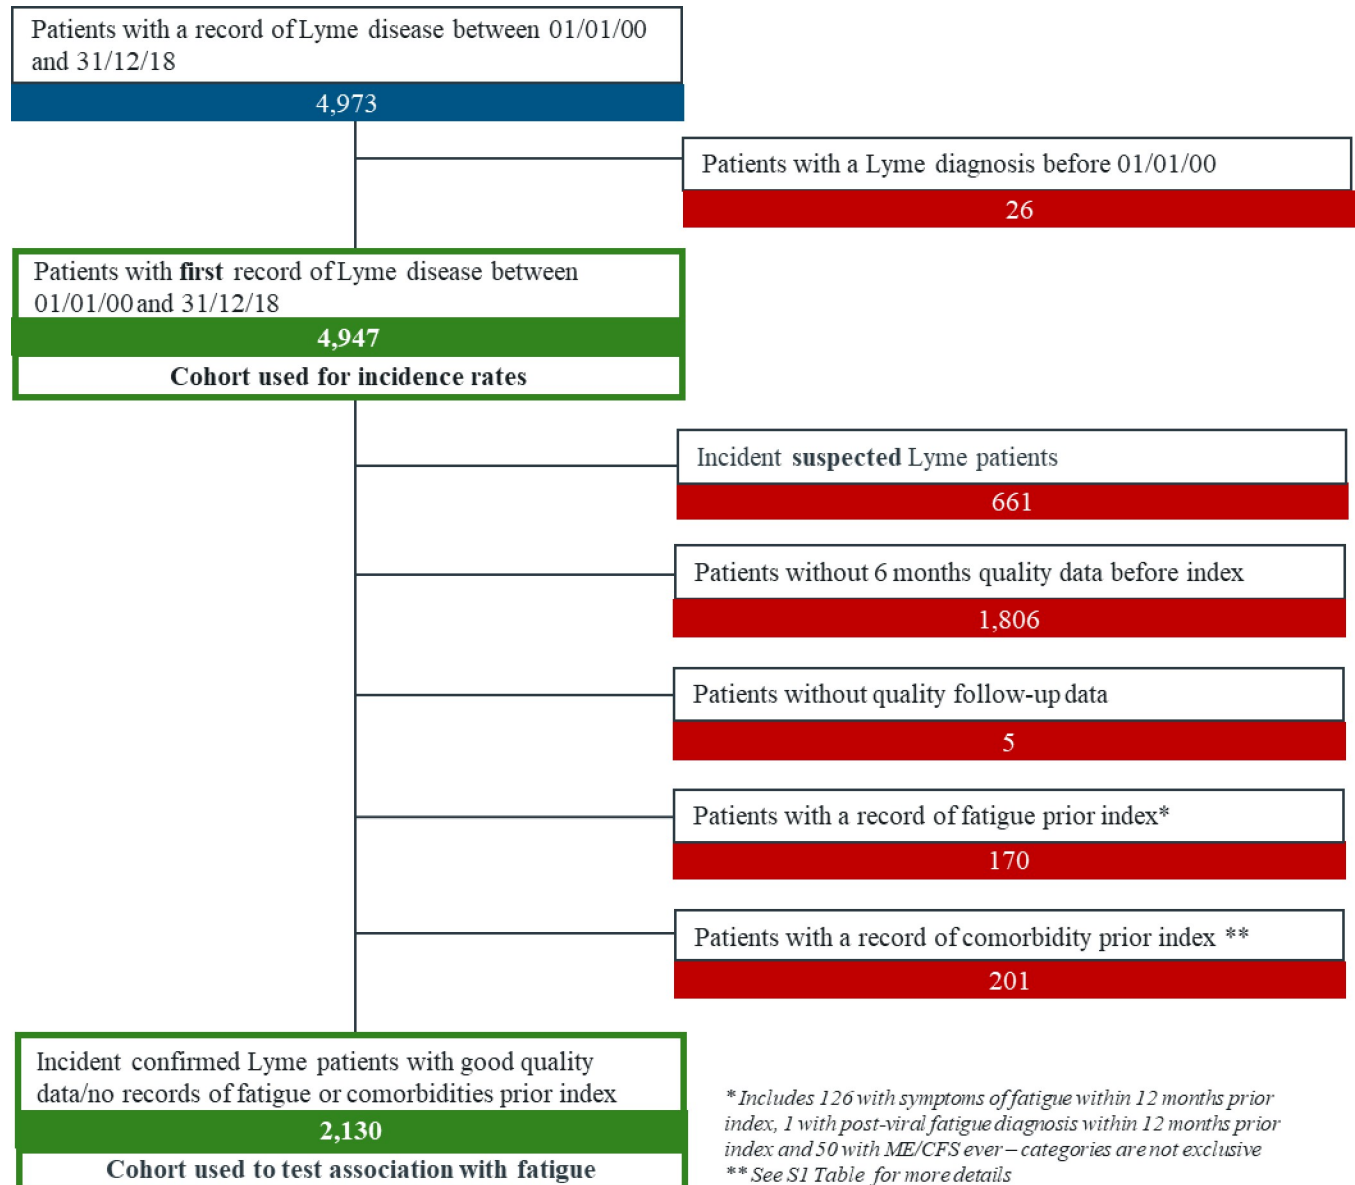 Patients with a record of Lyme disease between 01/01/00
and 31/12/18
4,973
Patients with a Lyme diagnosis before 01/01/00
26
Patients with first record of Lyme disease between
01/01/00 and 31/12/18
4,947
Cohort used for incidence rates
Incident suspected Lyme patients
661
Patients without 6 months quality data before index
1,806
Patients without quality follow-up data
5
Patients with a record of fatigue prior index*
170
Patients with a record of comorbidity prior index **
201
Incident confirmed Lyme patients with good quality
data/no records of fatigue or comorbidities prior index
2,130
Cohort used to test association with fatigue
* Includes 126 with symptoms of fatigue within 12 months prior
index, 1 with post-viral fatigue diagnosis within 12 months prior
index and 50 with ME/CFS ever – categories are not exclusive
** See S1 Table for more details